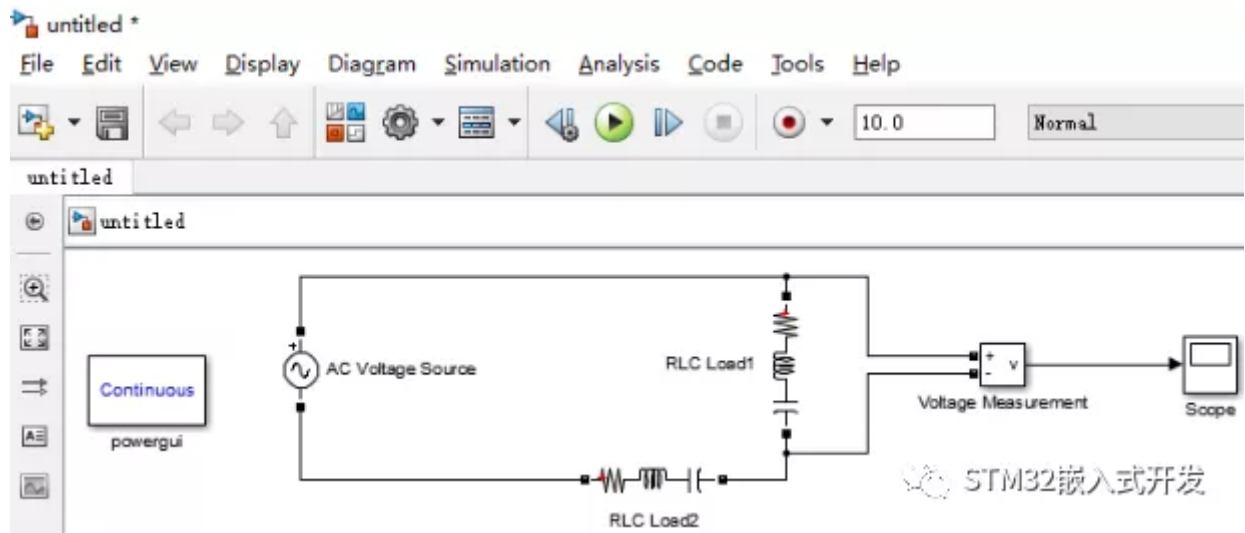 untitled *
File Edit View Display Diagram Simulation Analysis Code Tools Help
10.0 Normal
untitled
untitled
Continuous
powergui
AC Voltage Source
RLC Load1
+
-
v
Voltage Measurement
Scope
+
RLC Load2
STM32嵌入式开发